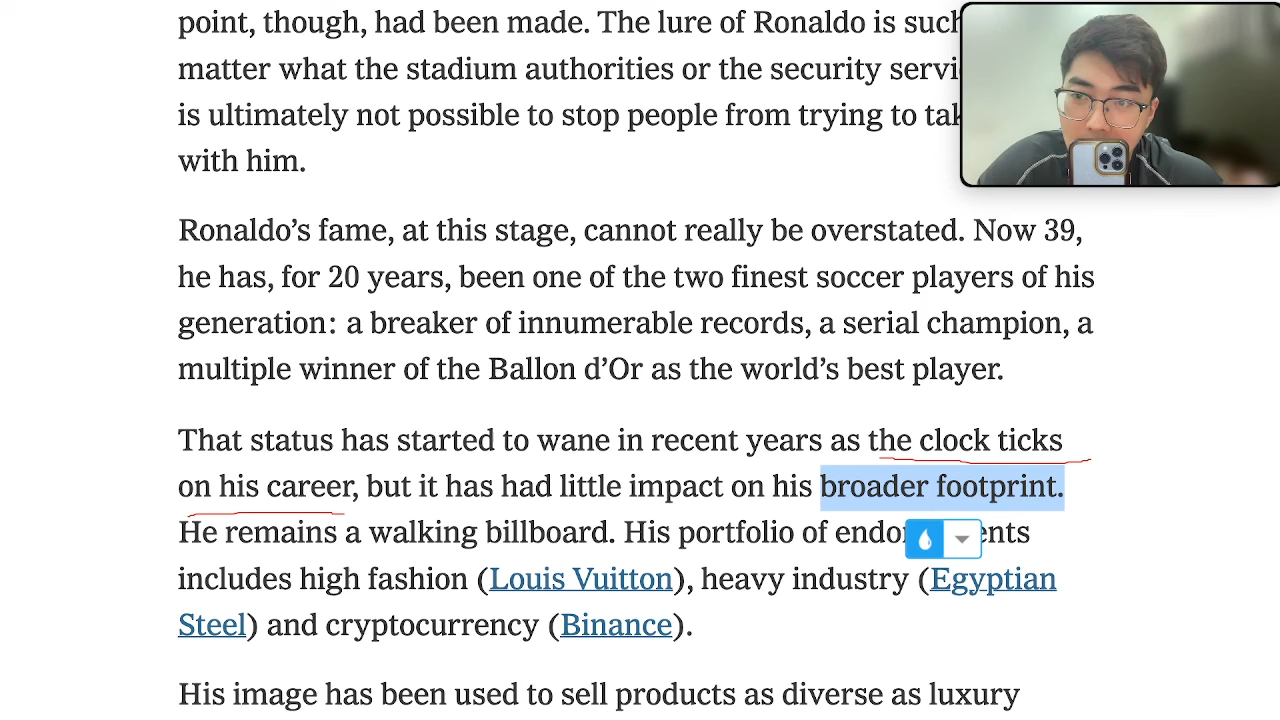 point, though, had been made. The lure of Ronaldo is such
matter what the stadium authorities or the security
is ultimately not possible to stop people from trying to
with him.
Ronaldo’s fame, at this stage, cannot really be overstated. Now 39,
he has, for 20 years, been one of the two finest soccer players of his
generation: a breaker of innumerable records, a serial champion, a
multiple winner of the Ballon d’Or as the world’s best player.
That status has started to wane in recent years as the clock ticks
on his career, but it has had little impact on his broader footprint.
He remains a walking billboard. His portfolio of
includes high fashion (Louis Vuitton), heavy industry (Egyptian
Steel) and cryptocurrency (Binance).
His image has been used to sell products as diverse as luxury